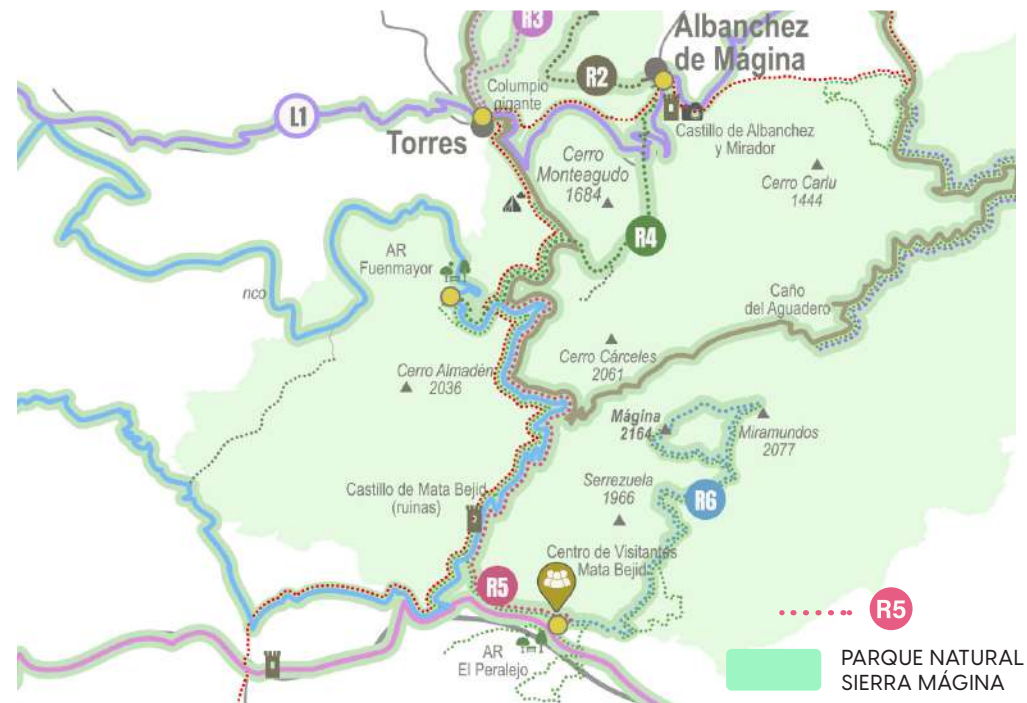 R3
Albanchez
de Mágina
R2
Columpio
gigante
L1
Torres
Castillo de Albanchez
y Mirador
Cerro
Monteagudo
1684
Cerro Carlu
1444
R4
AR
Fuenmayor
nco
Caño
del Aguadero
Cerro Almadén
2036
Cerro Cárceles
2061
Mágina
2164
Miramundos
2077
Castillo de Mata Bejid
(ruinas)
Serrezuela
1966
R6
Centro de Visitantes
Mata Bejid
R5
AR
El Peralejo
R5
PARQUE NATURAL
SIERRA MÁGINA